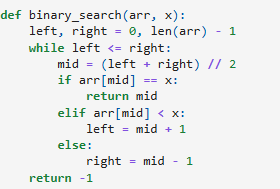 def binary_search(arr, x):
    left, right = 0, len(arr) - 1
    while left <= right:
        mid = (left + right) // 2
        if arr[mid] == x:
            return mid
        elif arr[mid] < x:
            left = mid + 1
        else:
            right = mid - 1
    return -1